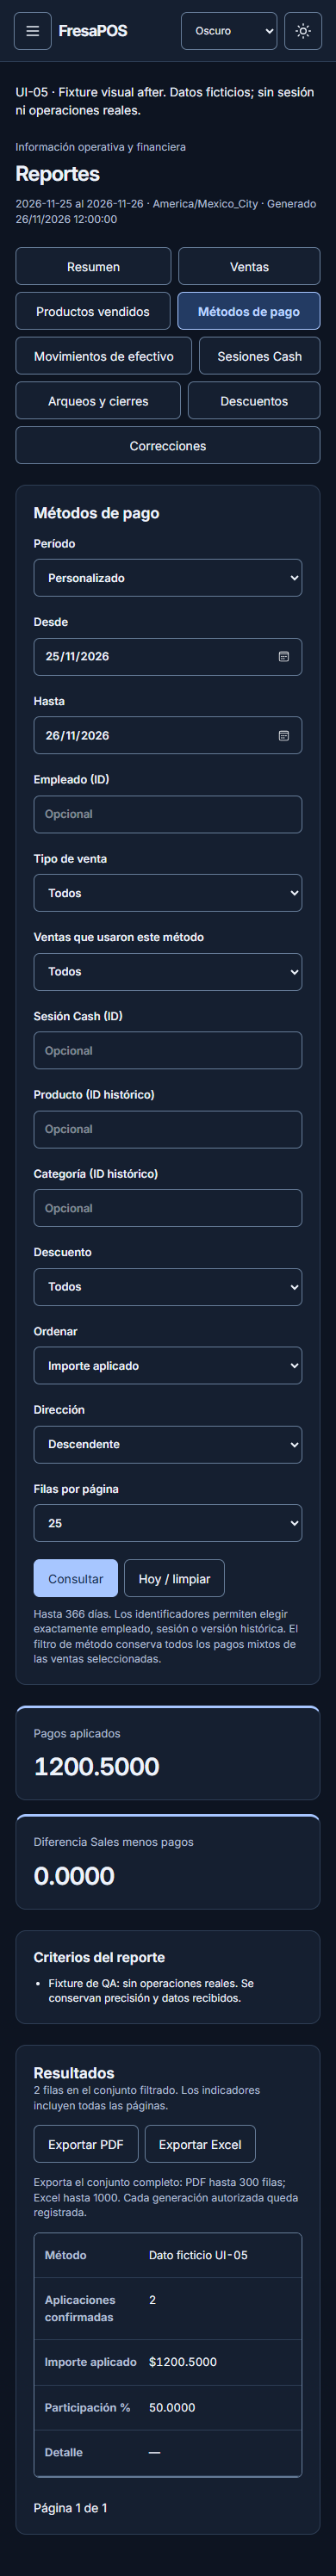 FresaPOS
Oscuro
UI-05 · Fixture visual after. Datos ficticios; sin sesión
ni operaciones reales.
Información operativa y financiera
Reportes
2026-11-25 al 2026-11-26 · America/Mexico_City · Generado
26/11/2026 12:00:00
Resumen
Ventas
Productos vendidos
Métodos de pago
Movimientos de efectivo
Sesiones Cash
Arqueos y cierres
Descuentos
Correcciones
Métodos de pago
Período
Personalizado
Desde
25/11/2026
Hasta
26/11/2026
Empleado (ID)
Opcional
Tipo de venta
Todos
Ventas que usaron este método
Todos
Sesión Cash (ID)
Opcional
Producto (ID histórico)
Opcional
Categoría (ID histórico)
Opcional
Descuento
Todos
Ordenar
Importe aplicado
Dirección
Descendente
Filas por página
25
Consultar
Hoy / limpiar
Hasta 366 días. Los identificadores permiten elegir
exactamente empleado, sesión o versión histórica. El
filtro de método conserva todos los pagos mixtos de
las ventas seleccionadas.
Pagos aplicados
1200.5000
Diferencia Sales menos pagos
0.0000
Criterios del reporte
• Fixture de QA: sin operaciones reales. Se
conservan precisión y datos recibidos.
Resultados
2 filas en el conjunto filtrado. Los indicadores
incluyen todas las páginas.
Exportar PDF
Exportar Excel
Exporta el conjunto completo: PDF hasta 300 filas;
Excel hasta 1000. Cada generación autorizada queda
registrada.
Método Dato ficticio UI-05
Aplicaciones 2
confirmadas
Importe aplicado $1200.5000
Participación % 50.0000
Detalle —
Página 1 de 1